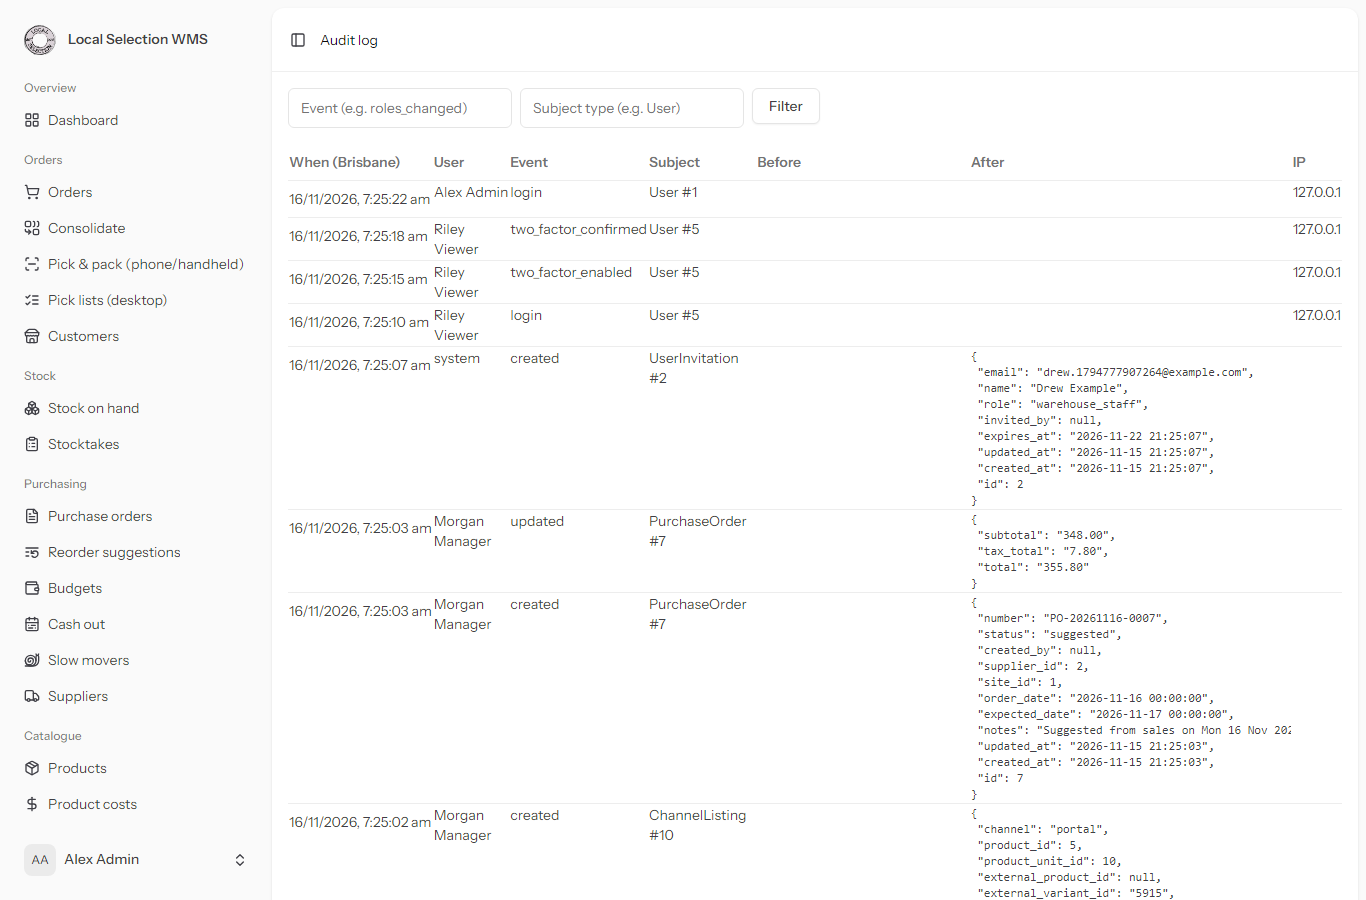 Local Selection WMS
Overview
Dashboard
Orders
Orders
Consolidate
Pick & pack (phone/handheld)
Pick lists (desktop)
Customers
Stock
Stock on hand
Stocktakes
Purchasing
Purchase orders
Reorder suggestions
Budgets
Cash out
Slow movers
Suppliers
Catalogue
Products
Product costs
AA Alex Admin
Audit log
Event (e.g. roles_changed) Subject type (e.g. User) Filter
When (Brisbane) User Event Subject Before After IP
16/11/2026, 7:25:22 am Alex Admin login User #1 127.0.0.1
16/11/2026, 7:25:18 am Riley Viewer two_factor_confirmed User #5 127.0.0.1
16/11/2026, 7:25:15 am Riley Viewer two_factor_enabled User #5 127.0.0.1
16/11/2026, 7:25:10 am Riley Viewer login User #5 127.0.0.1
16/11/2026, 7:25:07 am system created UserInvitation #2
{
"email": "drew.1794777907264@example.com",
"name": "Drew Example",
"role": "warehouse_staff",
"invited_by": null,
"expires_at": "2026-11-22 21:25:07",
"updated_at": "2026-11-15 21:25:07",
"created_at": "2026-11-15 21:25:07",
"id": 2
}
16/11/2026, 7:25:03 am Morgan Manager updated PurchaseOrder #7
{
"subtotal": "348.00",
"tax_total": "7.80",
"total": "355.80"
}
16/11/2026, 7:25:03 am Morgan Manager created PurchaseOrder #7
{
"number": "PO-20261116-0007",
"status": "suggested",
"created_by": null,
"supplier_id": 2,
"site_id": 1,
"order_date": "2026-11-16 00:00:00",
"expected_date": "2026-11-17 00:00:00",
"notes": "Suggested from sales on Mon 16 Nov 202
"updated_at": "2026-11-15 21:25:03",
"created_at": "2026-11-15 21:25:03",
"id": 7
}
16/11/2026, 7:25:02 am Morgan Manager created ChannelListing #10
{
"channel": "portal",
"product_id": 5,
"product_unit_id": 10,
"external_product_id": null,
"external_variant_id": "5915",